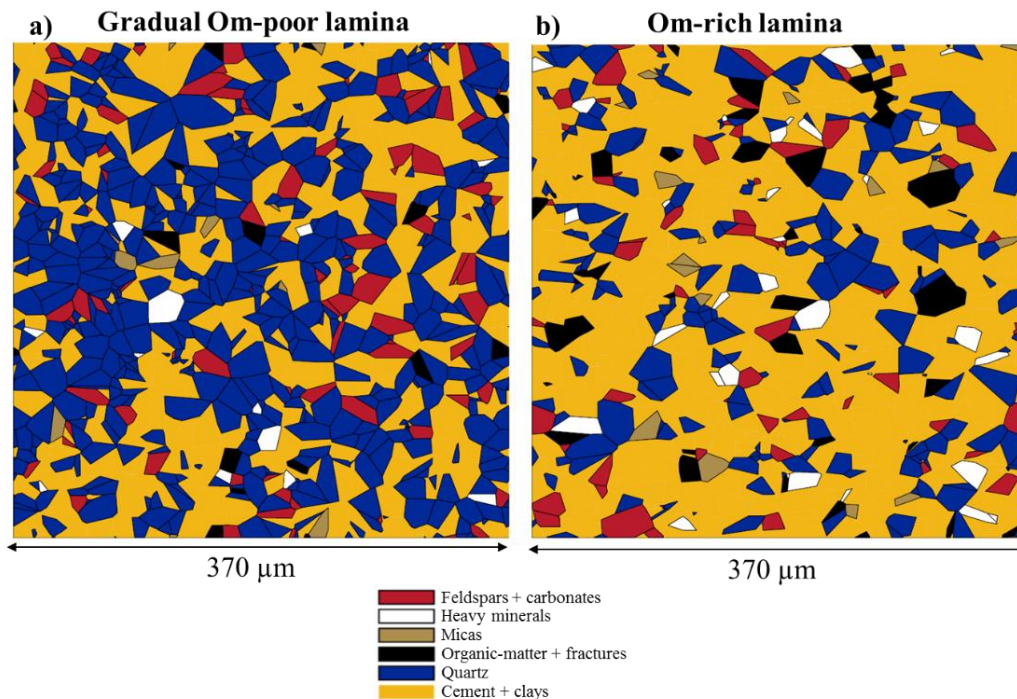 a) Gradual Om-poor lamina
b) Om-rich lamina
370 µm
370 µm
Feldspars + carbonates
Heavy minerals
Micas
Organic-matter + fractures
Quartz
Cement + clays